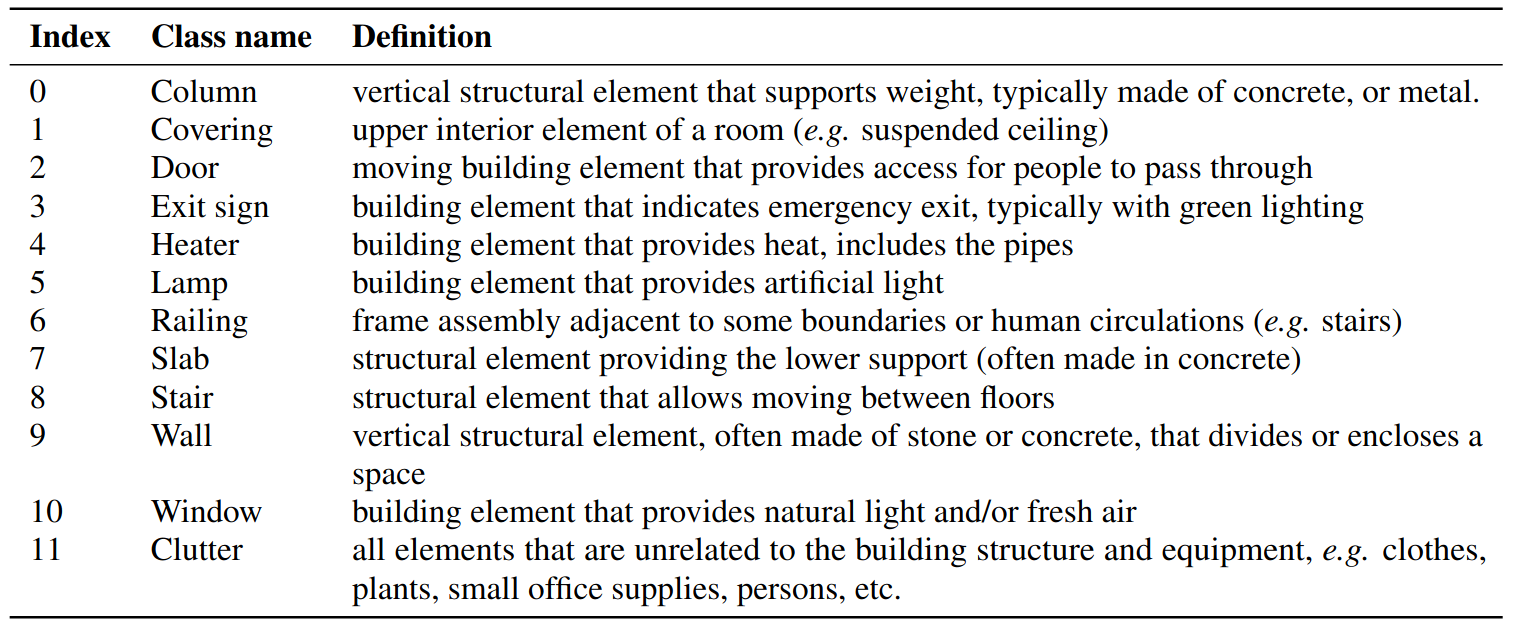 Index Class name Definition
0 Column vertical structural element that supports weight, typically made of concrete, or metal.
1 Covering upper interior element of a room (e.g. suspended ceiling)
2 Door moving building element that provides access for people to pass through
3 Exit sign building element that indicates emergency exit, typically with green lighting
4 Heater building element that provides heat, includes the pipes
5 Lamp building element that provides artificial light
6 Railing frame assembly adjacent to some boundaries or human circulations (e.g. stairs)
7 Slab structural element providing the lower support (often made in concrete)
8 Stair structural element that allows moving between floors
9 Wall vertical structural element, often made of stone or concrete, that divides or encloses a
space
10 Window building element that provides natural light and/or fresh air
11 Clutter all elements that are unrelated to the building structure and equipment, e.g. clothes,
plants, small office supplies, persons, etc.